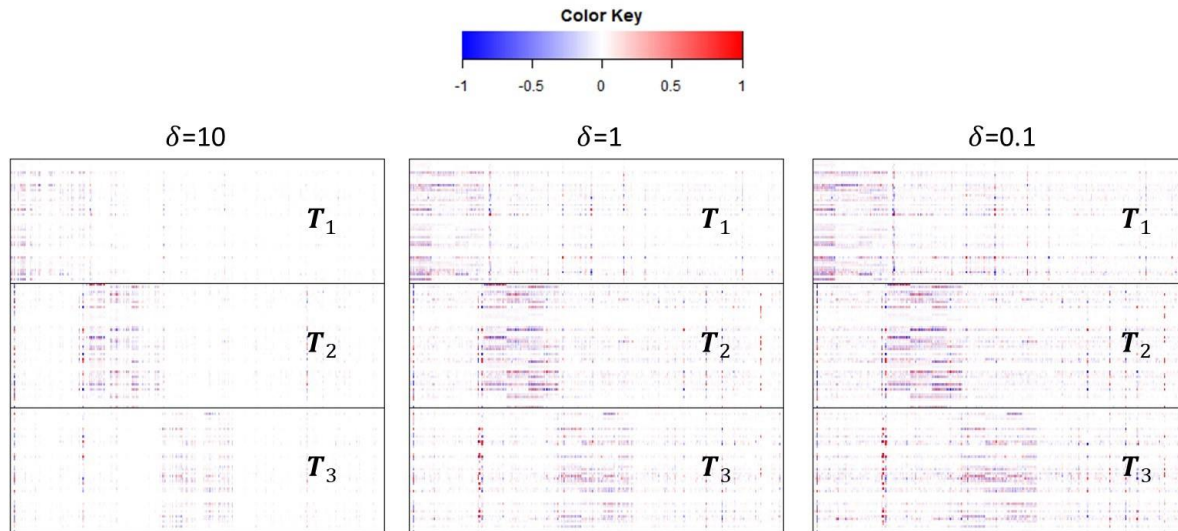 Color Key
-1 -0.5 0 0.5 1
δ=10 δ=1 δ=0.1
T1 T1 T1
T2 T2 T2
T3 T3 T3